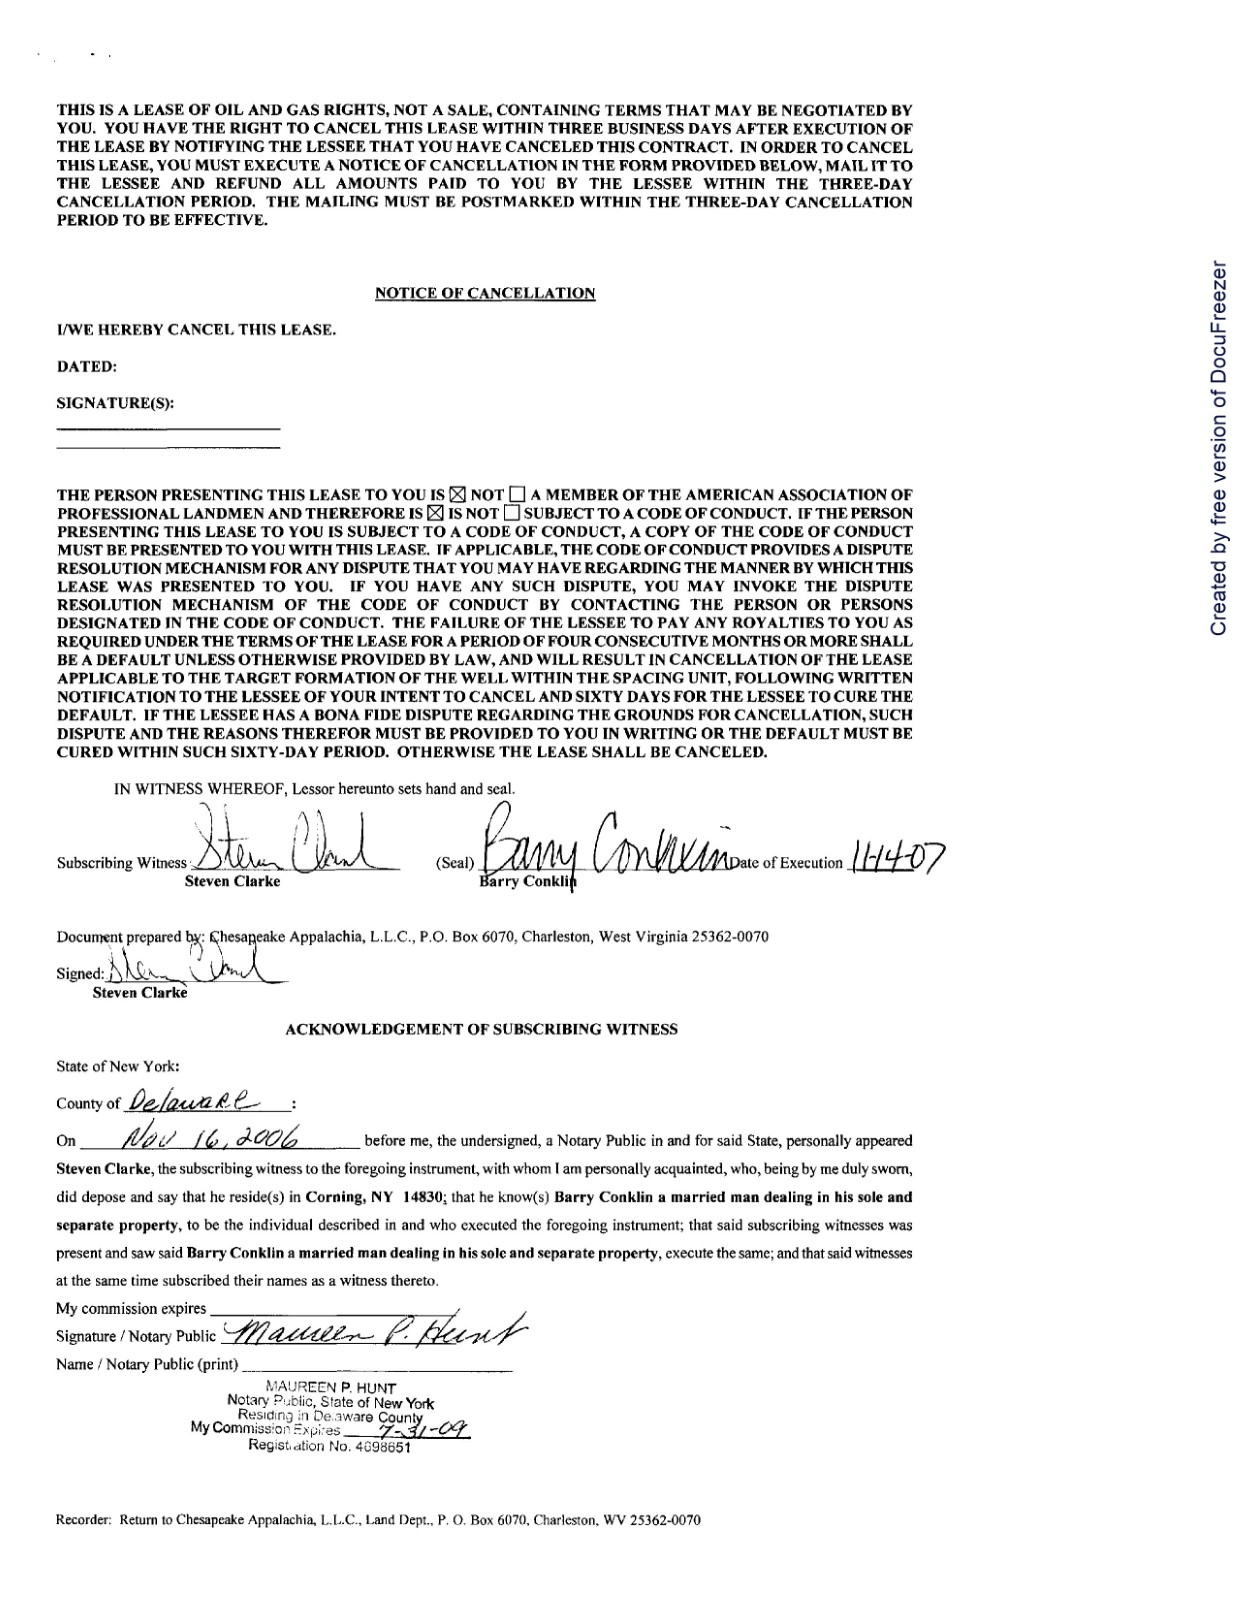 THIS IS A LEASE OF OIL AND GAS RIGHTS, NOT A SALE, CONTAINING TERMS THAT MAY BE NEGOTIATED BY
YOU. YOU HAVE THE RIGHT TO CANCEL THIS LEASE WITHIN THREE BUSINESS DAYS AFTER EXECUTION OF
THE LEASE BY NOTIFYING THE LESSEE THAT YOU HAVE CANCELED THIS CONTRACT. IN ORDER TO CANCEL
THIS LEASE, YOU MUST EXECUTE A NOTICE OF CANCELLATION IN THE FORM PROVIDED BELOW, MAIL IT TO
THE LESSEE AND REFUND ALL AMOUNTS PAID TO YOU BY THE LESSEE WITHIN THE THREE-DAY
CANCELLATION PERIOD. THE MAILING MUST BE POSTMARKED WITHIN THE THREE-DAY CANCELLATION
PERIOD TO BE EFFECTIVE.
NOTICE OF CANCELLATION
I/WE HEREBY CANCEL THIS LEASE.
DATED:
SIGNATURE(S):
THE PERSON PRESENTING THIS LEASE TO YOU IS ☒ NOT ☐ A MEMBER OF THE AMERICAN ASSOCIATION OF
PROFESSIONAL LANDMEN AND THEREFORE IS ☒ IS NOT ☐ SUBJECT TO A CODE OF CONDUCT. IF THE PERSON
PRESENTING THIS LEASE TO YOU IS SUBJECT TO A CODE OF CONDUCT, A COPY OF THE CODE OF CONDUCT
MUST BE PRESENTED TO YOU WITH THIS LEASE. IF APPLICABLE, THE CODE OF CONDUCT PROVIDES A DISPUTE
RESOLUTION MECHANISM FOR ANY DISPUTE THAT YOU MAY HAVE REGARDING THE MANNER BY WHICH THIS
LEASE WAS PRESENTED TO YOU. IF YOU HAVE ANY SUCH DISPUTE, YOU MAY INVOKE THE DISPUTE
RESOLUTION MECHANISM OF THE CODE OF CONDUCT BY CONTACTING THE PERSON OR PERSONS
DESIGNATED IN THE CODE OF CONDUCT. THE FAILURE OF THE LESSEE TO PAY ANY ROYALTIES TO YOU AS
REQUIRED UNDER THE TERMS OF THE LEASE FOR A PERIOD OF FOUR CONSECUTIVE MONTHS OR MORE SHALL
BE A DEFAULT UNLESS OTHERWISE PROVIDED BY LAW, AND WILL RESULT IN CANCELLATION OF THE LEASE
APPLICABLE TO THE TARGET FORMATION OF THE WELL WITHIN THE SPACING UNIT, FOLLOWING WRITTEN
NOTIFICATION TO THE LESSEE OF YOUR INTENT TO CANCEL AND SIXTY DAYS FOR THE LESSEE TO CURE THE
DEFAULT. IF THE LESSEE HAS A BONA FIDE DISPUTE REGARDING THE GROUNDS FOR CANCELLATION, SUCH
DISPUTE AND THE REASONS THEREFOR MUST BE PROVIDED TO YOU IN WRITING OR THE DEFAULT MUST BE
CURED WITHIN SUCH SIXTY-DAY PERIOD. OTHERWISE THE LEASE SHALL BE CANCELED.
IN WITNESS WHEREOF, Lessor hereunto sets hand and seal.
Subscribing Witness Steven Clark (Seal) Barry Conklin Date of Execution 11-14-07
Steven Clarke Barry Conklin
Document prepared by: Chesapeake Appalachia, L.L.C., P.O. Box 6070, Charleston, West Virginia 25362-0070
Signed: Steven Clark
Steven Clarke
ACKNOWLEDGEMENT OF SUBSCRIBING WITNESS
State of New York:
County of Delaware :
On Nov 16, 2006 before me, the undersigned, a Notary Public in and for said State, personally appeared
Steven Clarke, the subscribing witness to the foregoing instrument, with whom I am personally acquainted, who, being by me duly sworn,
did depose and say that he reside(s) in Corning, NY 14830; that he know(s) Barry Conklin a married man dealing in his sole and
separate property, to be the individual described in and who executed the foregoing instrument; that said subscribing witnesses was
present and saw said Barry Conklin a married man dealing in his sole and separate property, execute the same; and that said witnesses
at the same time subscribed their names as a witness thereto.
My commission expires
Signature / Notary Public Maureen P. Hunt
Name / Notary Public (print)
MAUREEN P. HUNT
Notary Public, State of New York
Residing in Delaware County
My Commission Expires 7-31-09
Registration No. 4698651
Recorder: Return to Chesapeake Appalachia, L.L.C., Land Dept., P. O. Box 6070, Charleston, WV 25362-0070
Created by free version of DocuFreezer